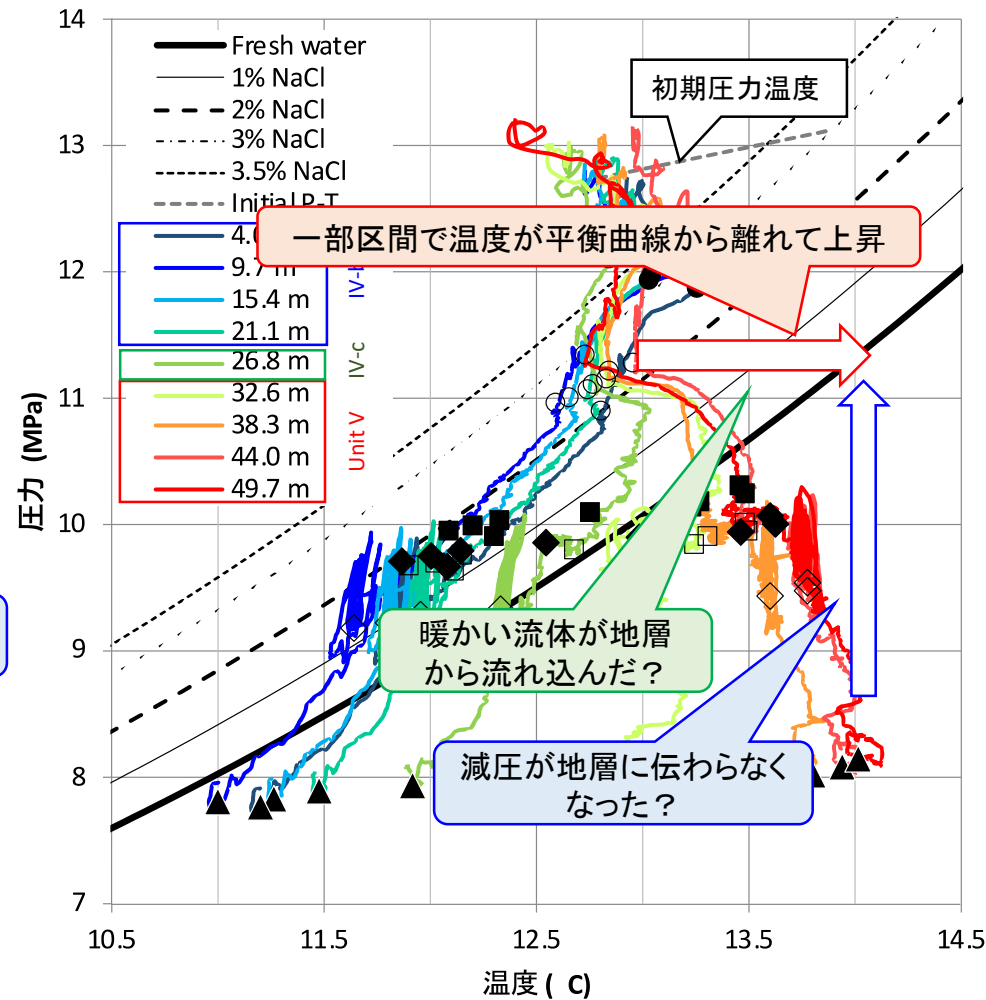 14
13
12
11
10
9
8
7
圧力 (MPa)
10.5
11.5
12.5
13.5
14.5
温度 ( C)
Fresh water
1% NaCl
2% NaCl
3% NaCl
3.5% NaCl
Initial P-T
9.7 m
15.4 m
21.1 m
26.8 m
32.6 m
38.3 m
44.0 m
49.7 m
IV-c
Unit V
初期圧力温度
一部区間で温度が平衡曲線から離れて上昇
暖かい流体が地層
から流れ込んだ？
減圧が地層に伝わらなく
なった？